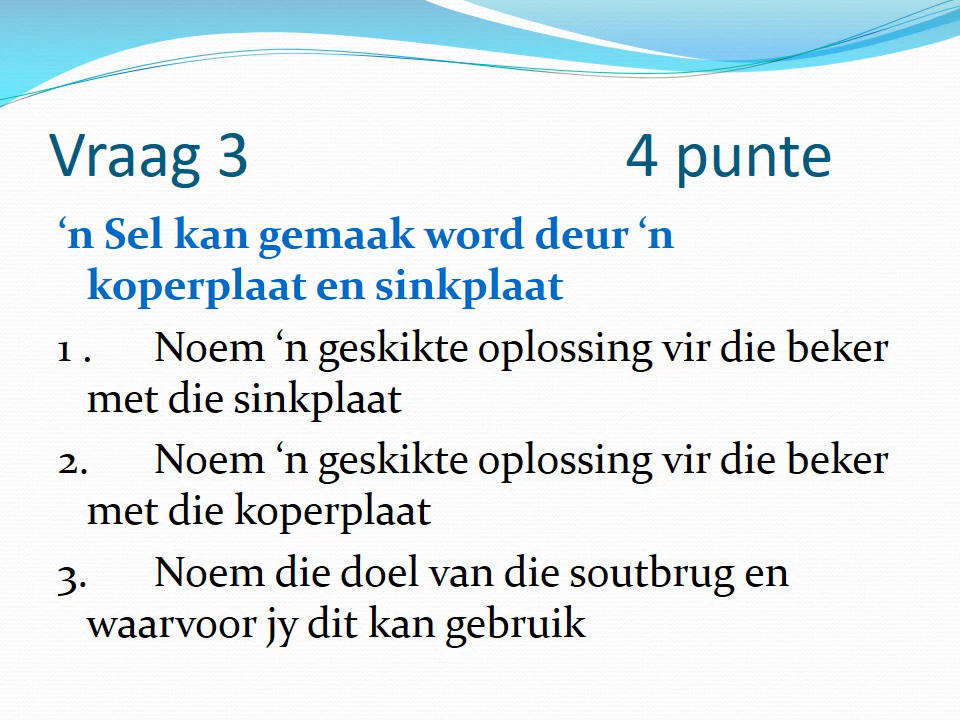 Vraag 3 4 punte
‘n Sel kan gemaak word deur ‘n
koperplaat en sinkplaat
1 . Noem ‘n geskikte oplossing vir die beker
met die sinkplaat
2. Noem ‘n geskikte oplossing vir die beker
met die koperplaat
3. Noem die doel van die soutbrug en
waarvoor jy dit kan gebruik